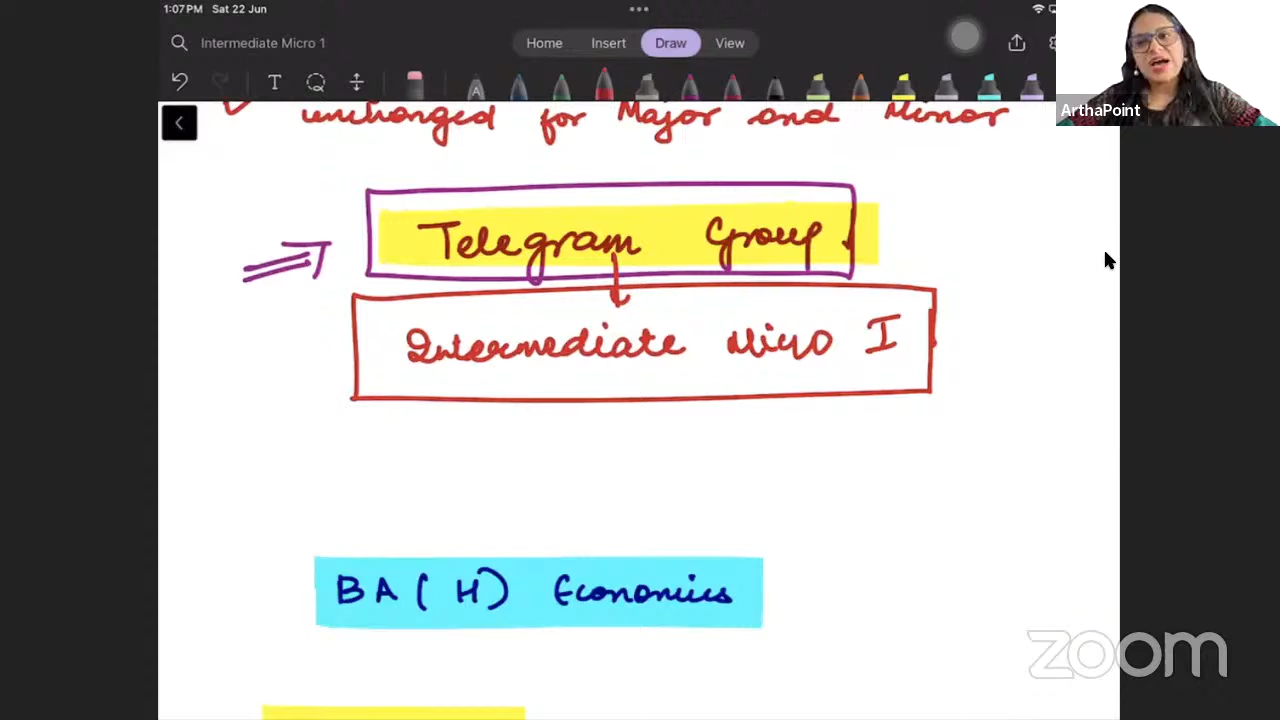 1:07PM Sat 22 Jun
Intermediate Micro 1
Home Insert Draw View
T
A
ArthaPoint
unchanged for Major and Minor
Telegram Group
Intermediate Micro I
BA (H) Economics
zoom